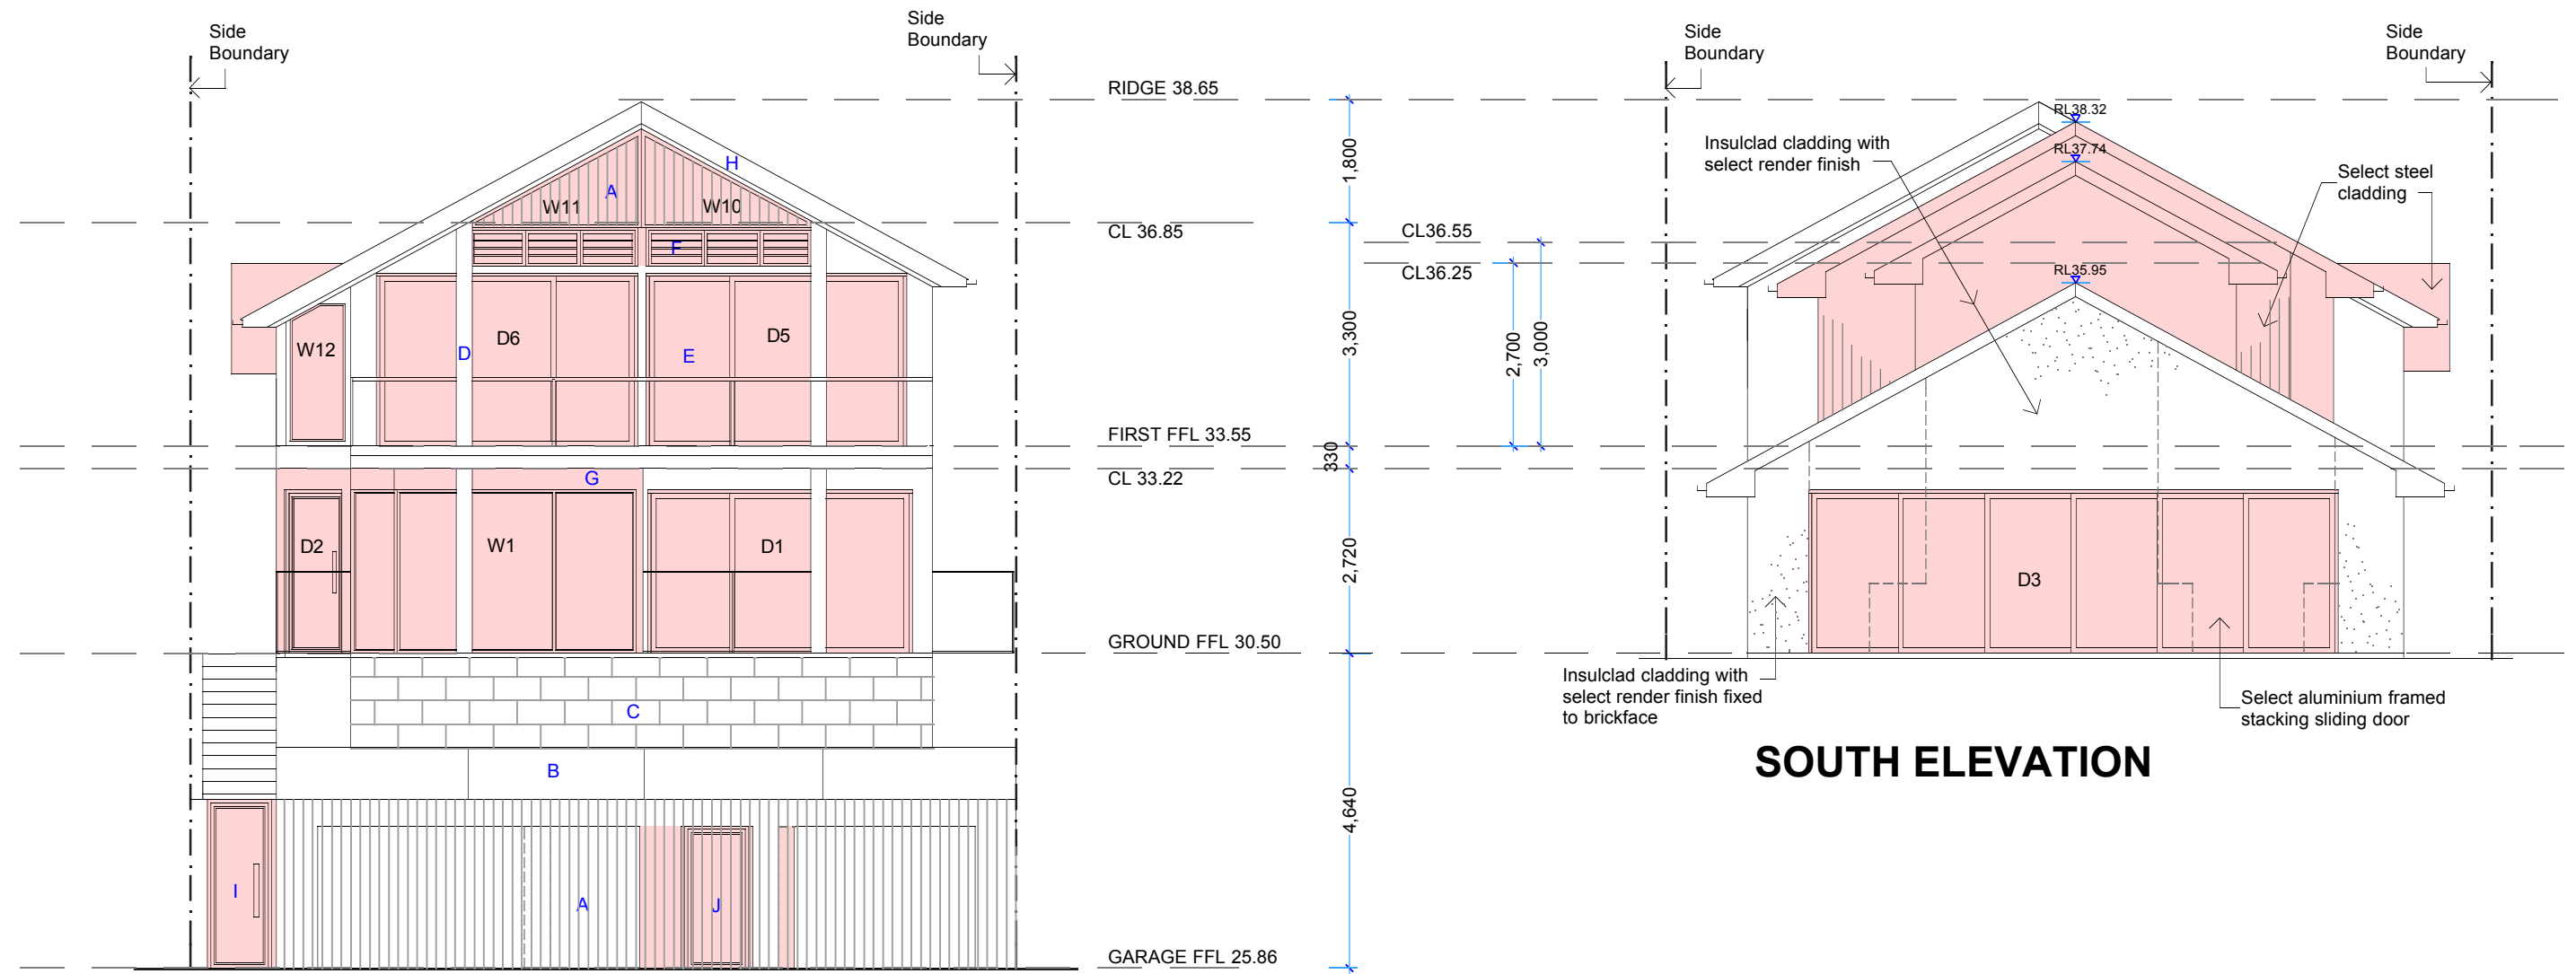 Side
Boundary
Side
Boundary
H
A
W11
W10
F
W12
D6
D
D5
E
G
D2
W1
D1
C
B
I
A
J
RIDGE 38.65
CL 36.85
FIRST FFL 33.55
CL 33.22
GROUND FFL 30.50
GARAGE FFL 25.86
1,800
3,300
330
2,720
4,640
CL36.55
CL36.25
2,700
3,000
Side
Boundary
Side
Boundary
RL38.32
RL37.74
RL35.95
Insulclad cladding with
select render finish
Select steel
cladding
D3
Insulclad cladding with
select render finish fixed
to brickface
Select aluminium framed
stacking sliding door
SOUTH ELEVATION